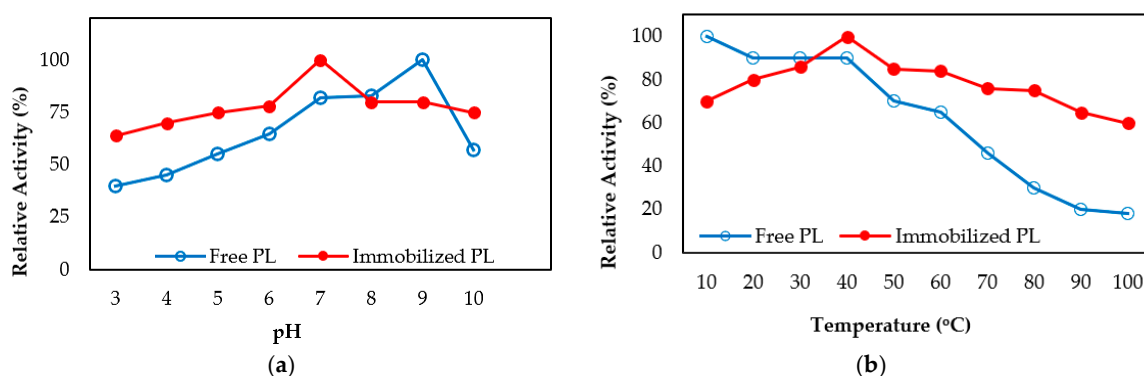 Relative Activity (%)
100
75
50
25
0
Free PL
Immobilized PL
3 4 5 6 7 8 9 10
pH
(a)
Relative Activity (%)
100
80
60
40
20
0
Free PL
Immobilized PL
10 20 30 40 50 60 70 80 90 100
Temperature (°C)
(b)